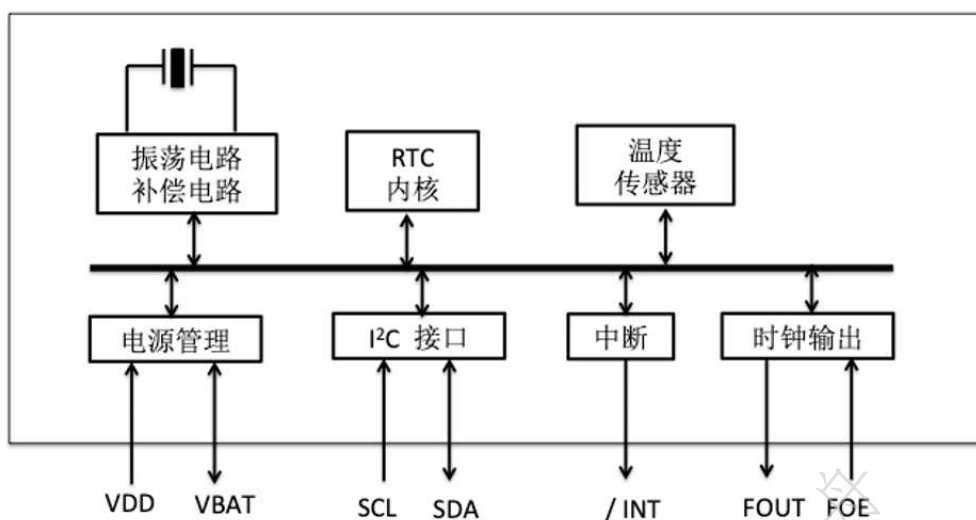 振荡电路
补偿电路
RTC
内核
温度
传感器
电源管理
I²C 接口
中断
时钟输出
VDD
VBAT
SCL
SDA
/ INT
FOUT
FOE